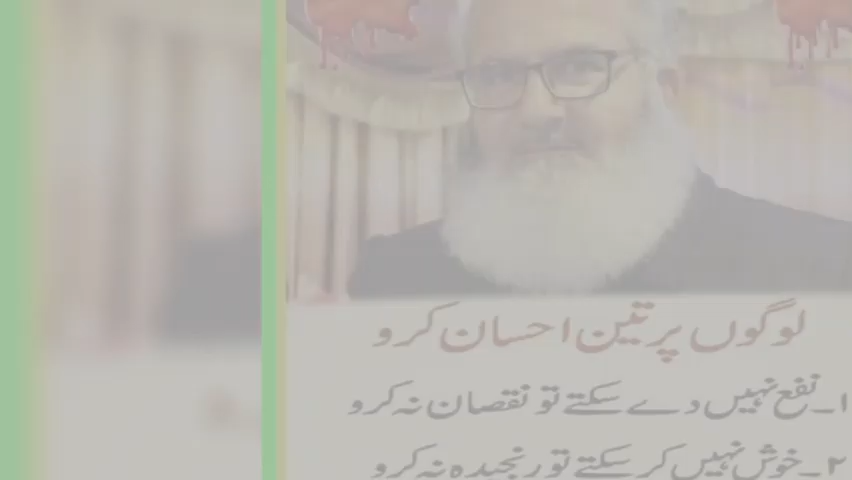 لوگوں پر تین احسان کرو
۱۔ نفع نہیں دے سکتے تو نقصان نہ کرو
۲۔ خوش نہیں کر سکتے تو رنجیدہ نہ کرو